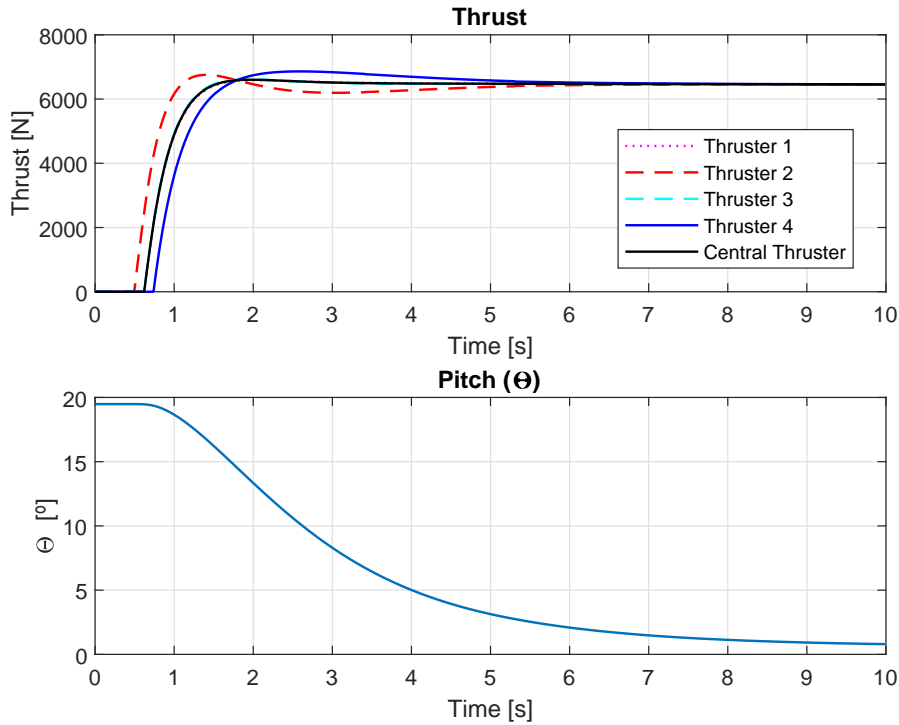 Thrust
8000
6000
4000
2000
0
Thrust [N]
Thruster 1
Thruster 2
Thruster 3
Thruster 4
Central Thruster
0 1 2 3 4 5 6 7 8 9 10
Time [s]
Pitch (Θ)
20
15
10
5
0
Θ [º]
0 1 2 3 4 5 6 7 8 9 10
Time [s]